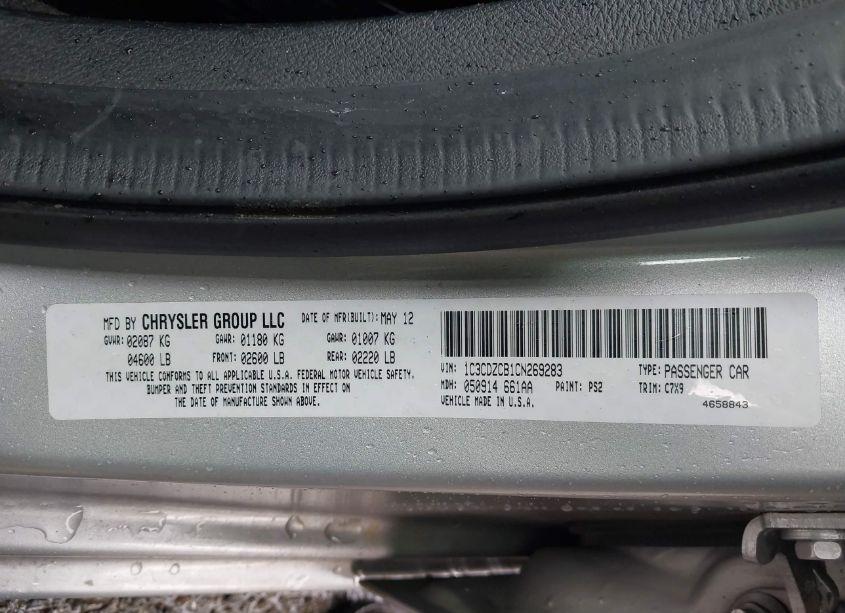 MFD BY CHRYSLER GROUP LLC DATE OF MFR(BUILT): MAY 12
GVWR: 02087 KG GAWR: 01180 KG GAWR: 01007 KG
04600 LB FRONT: 02600 LB REAR: 02220 LB
THIS VEHICLE CONFORMS TO ALL APPLICABLE U.S.A. FEDERAL MOTOR VEHICLE SAFETY.
BUMPER AND THEFT PREVENTION STANDARDS IN EFFECT ON
THE DATE OF MANUFACTURE SHOWN ABOVE.
VIN: 1C3CDZCB1CN269283 TYPE: PASSENGER CAR
MDH: 050914 661AA PAINT: PS2 TRIM: C7X9
VEHICLE MADE IN U.S.A. 4658843